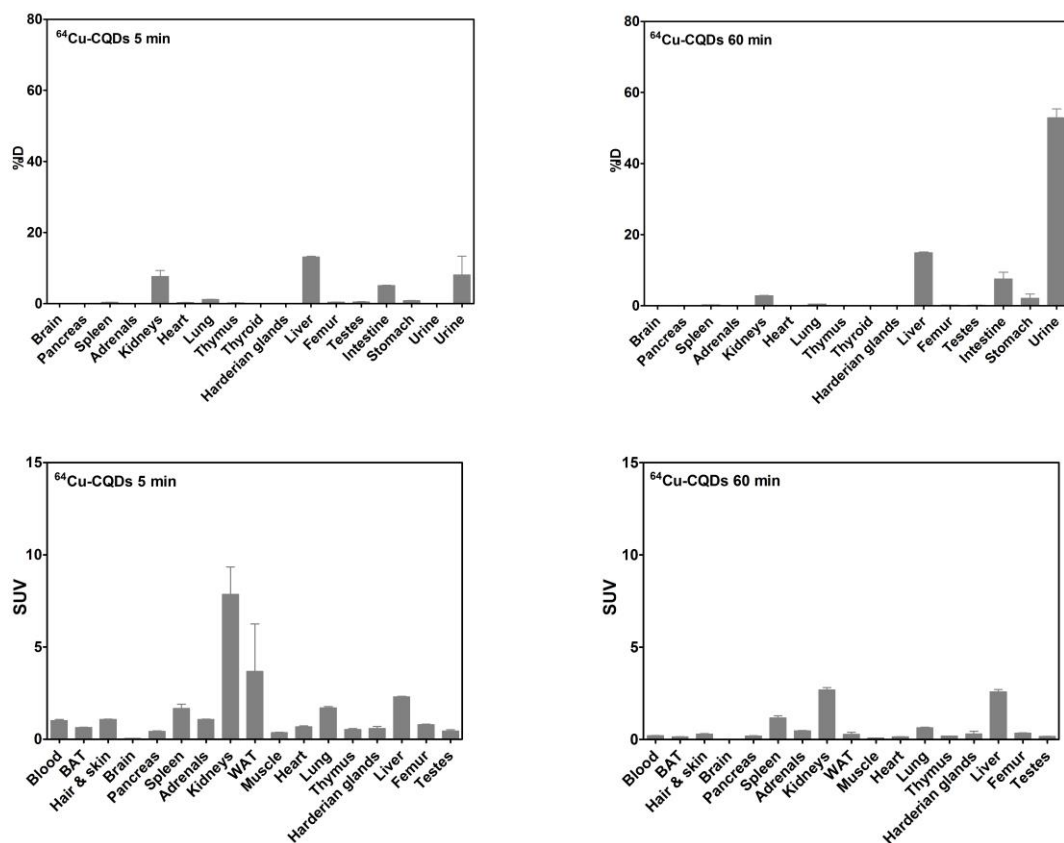 80
60
40
20
0
%ID
⁶⁴Cu-CQDs 5 min
Brain
Pancreas
Spleen
Adrenals
Kidneys
Heart
Lung
Thymus
Thyroid
Harderian glands
Liver
Femur
Testes
Intestine
Stomach
Urine
Urine
80
60
40
20
0
%ID
⁶⁴Cu-CQDs 60 min
Brain
Pancreas
Spleen
Adrenals
Kidneys
Heart
Lung
Thymus
Thyroid
Harderian glands
Liver
Femur
Testes
Intestine
Stomach
Urine
15
10
5
0
SUV
⁶⁴Cu-CQDs 5 min
Blood
BAT
Hair & skin
Brain
Pancreas
Spleen
Adrenals
Kidneys
WAT
Muscle
Heart
Lung
Thymus
Harderian glands
Liver
Femur
Testes
15
10
5
0
SUV
⁶⁴Cu-CQDs 60 min
Blood
BAT
Hair & skin
Brain
Pancreas
Spleen
Adrenals
Kidneys
WAT
Muscle
Heart
Lung
Thymus
Harderian glands
Liver
Femur
Testes